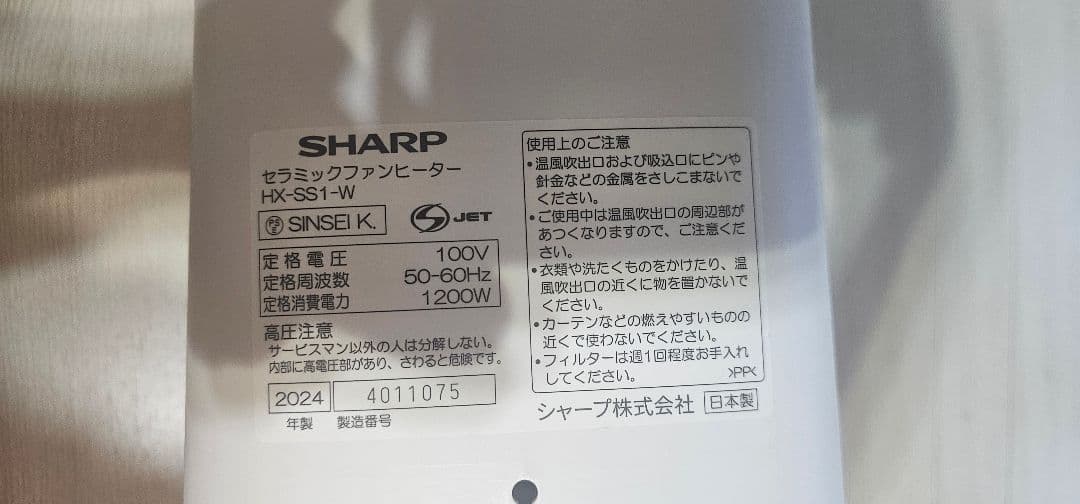 SHARP
セラミックファンヒーター
HX-SS1-W
PSE SINSEI K. S JET
定格電圧 100V
定格周波数 50-60Hz
定格消費電力 1200W
高圧注意
サービスマン以外の人は分解しない。
内部に高電圧部があり、さわると危険です。
2024 4011075
年製 製造番号
使用上のご注意
•温風吹出口および吸込口にピンや
針金などの金属をさしこまないで
ください。
•ご使用中は温風吹出口の周辺部が
あつくなりますので、ご注意くだ
さい。
•衣類や洗たくものをかけたり、温
風吹出口の近くに物を置かないで
ください。
•カーテンなどの燃えやすいものの
近くで使わないでください。
•フィルターは週1回程度お手入れ
してください。 >PP<
シャープ株式会社 日本製